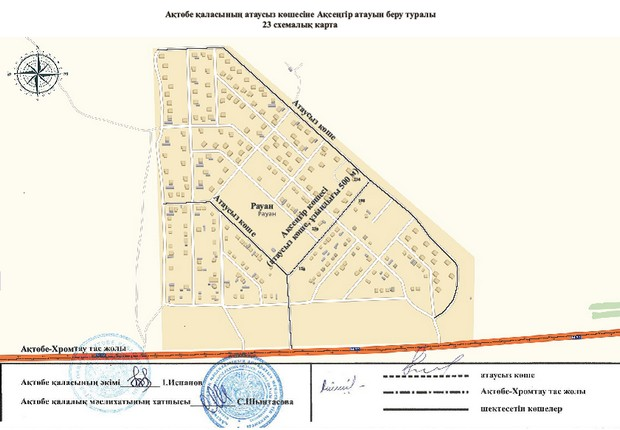 Ақтөбе қаласының атаусыз көшесіне Ақсеңгір атауын беру туралы
23 схемалық карта
Атаусыз көше
Рауан
Рауан
Атаусыз көше
Ақсеңгір көшесі
(атаусыз көше, ұзындығы 500 м)
Ақтөбе-Хромтау тас жолы
Ақтөбе қаласының әкімі І.Испанов
Ақтөбе қалалық мәслихатының хатшысы С.Шынтасова
атаусыз көше
Ақтөбе-Хромтау тас жолы
шектесетін көшелер